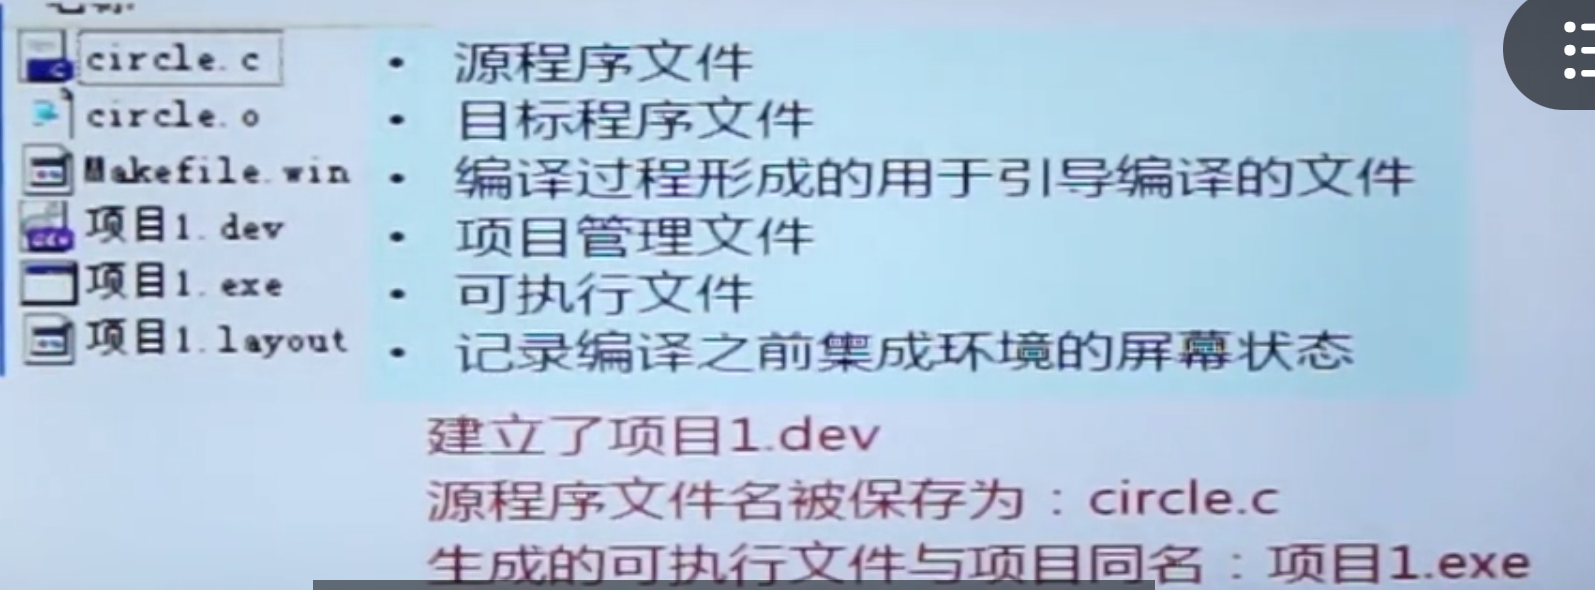 circle.c • 源程序文件
circle.o • 目标程序文件
Makefile.win • 编译过程形成的用于引导编译的文件
项目1.dev • 项目管理文件
项目1.exe • 可执行文件
项目1.layout • 记录编译之前集成环境的屏幕状态
建立了项目1.dev
源程序文件名被保存为：circle.c
生成的可执行文件与项目同名：项目1.exe